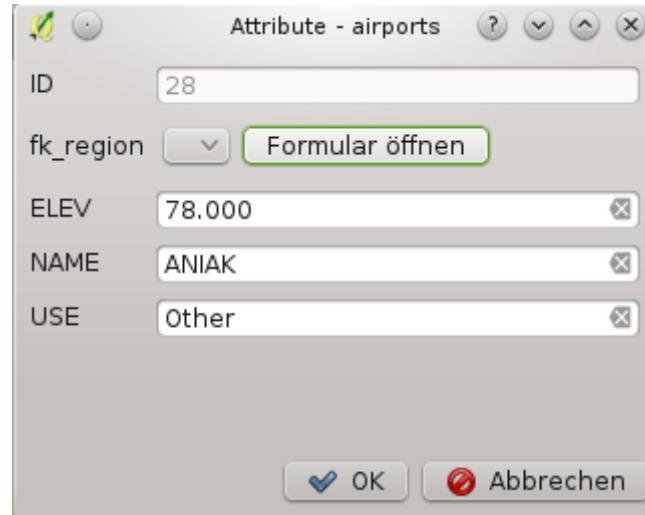 Attribute - airports
ID 28
fk_region Formular öffnen
ELEV 78.000
NAME ANIAK
USE Other
OK Abbrechen